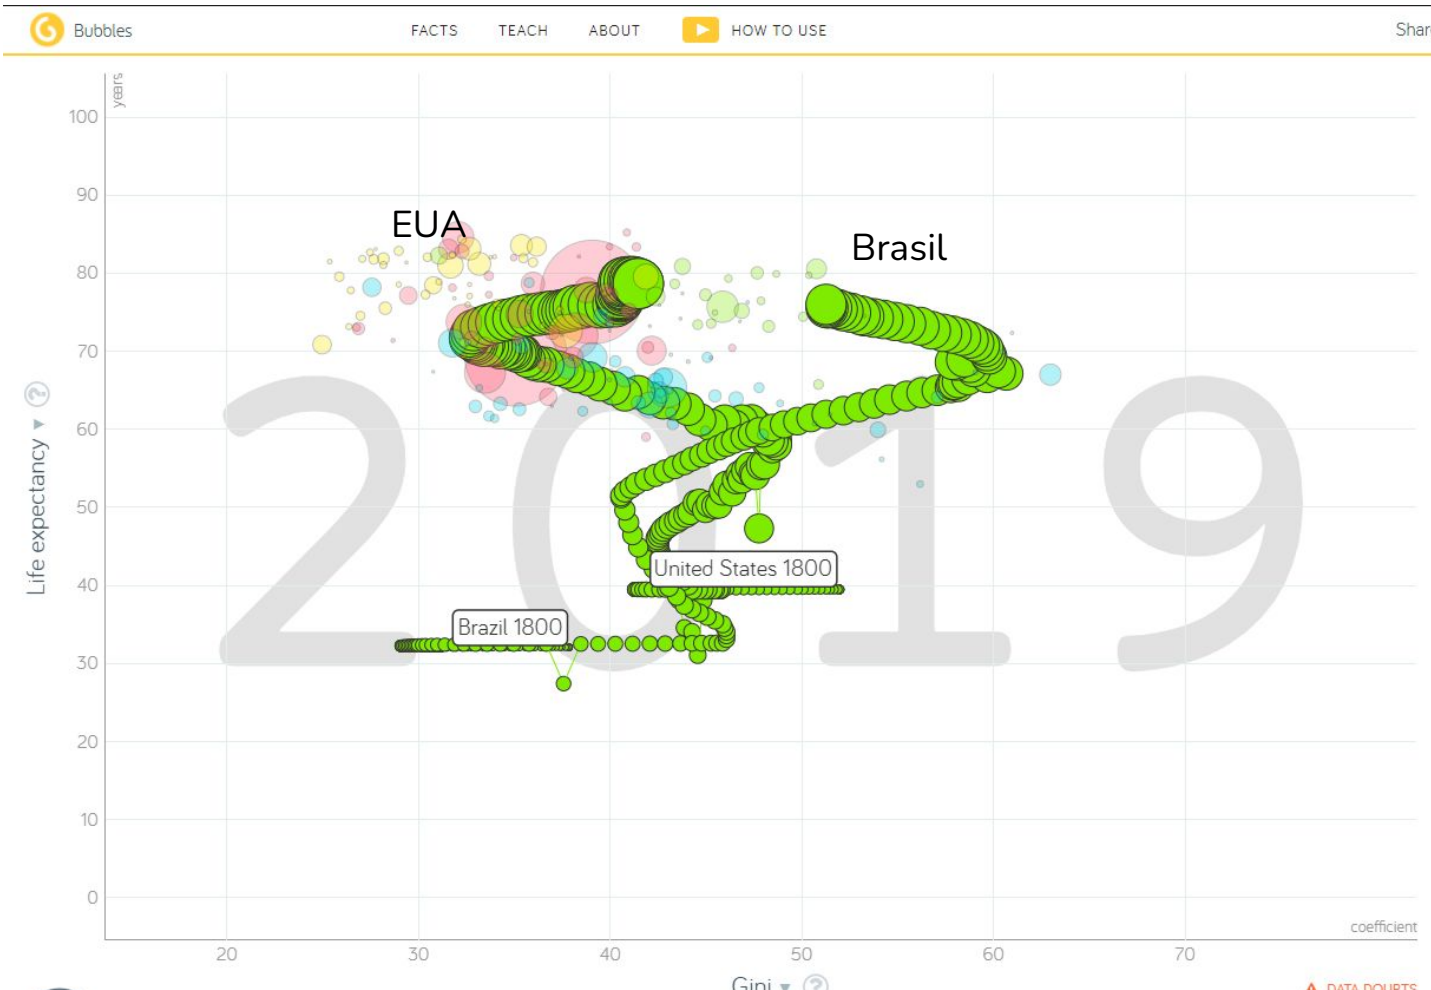 Bubbles FACTS TEACH ABOUT HOW TO USE
years
100
90
80
70
60
50
40
30
20
10
0
Life expectancy ▼ ?
2019
EUA
Brasil
United States 1800
Brazil 1800
coefficient
20 30 40 50 60 70
Gini ▼ ?
DATA DOUBTS